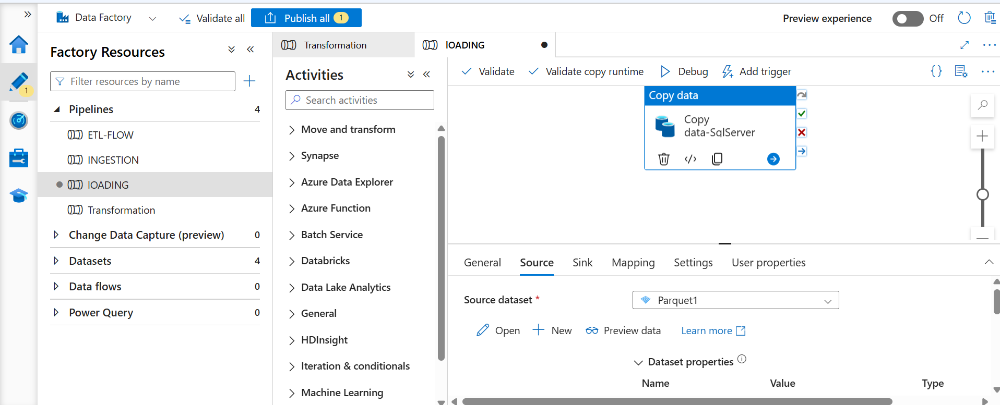 Data Factory
Validate all
Publish all 1
Preview experience
Off
1
Factory Resources
Filter resources by name
Pipelines 4
ETL-FLOW
INGESTION
lOADING
Transformation
Change Data Capture (preview) 0
Datasets 4
Data flows 0
Power Query 0
Transformation
lOADING
Activities
Search activities
Move and transform
Synapse
Azure Data Explorer
Azure Function
Batch Service
Databricks
Data Lake Analytics
General
HDInsight
Iteration & conditionals
Machine Learning
Validate
Validate copy runtime
Debug
Add trigger
Copy data
Copy
data-SqlServer
General
Source
Sink
Mapping
Settings
User properties
Source dataset *
Parquet1
Open
New
Preview data
Learn more
Dataset properties
Name
Value
Type